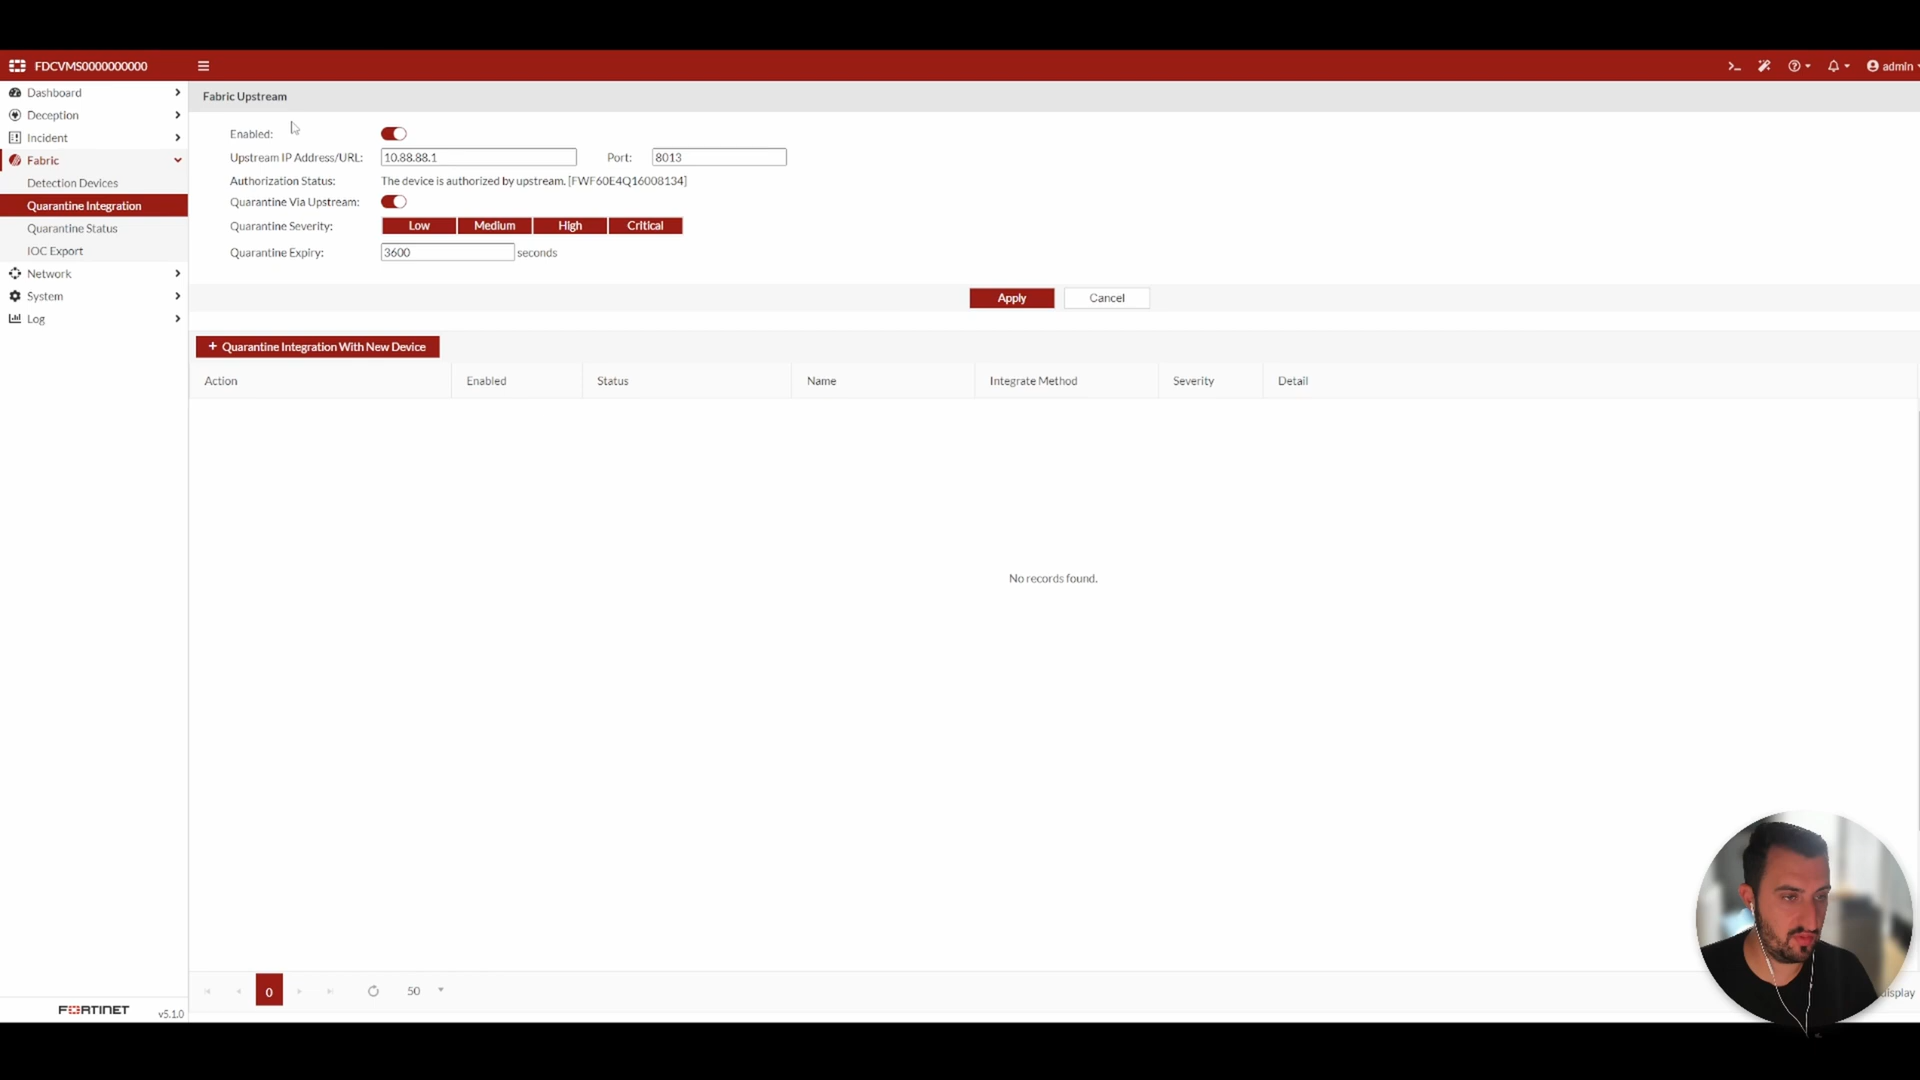 FDCVMS0000000000
admin
Dashboard
Deception
Incident
Fabric
Detection Devices
Quarantine Integration
Quarantine Status
IOC Export
Network
System
Log
Fabric Upstream
Enabled:
Upstream IP Address/URL: 10.88.88.1 Port: 8013
Authorization Status: The device is authorized by upstream. [FWF60E4Q16008134]
Quarantine Via Upstream:
Quarantine Severity: Low Medium High Critical
Quarantine Expiry: 3600 seconds
Apply Cancel
+ Quarantine Integration With New Device
Action Enabled Status Name Integrate Method Severity Detail
No records found.
0 50
display
FORTINET v5.1.0